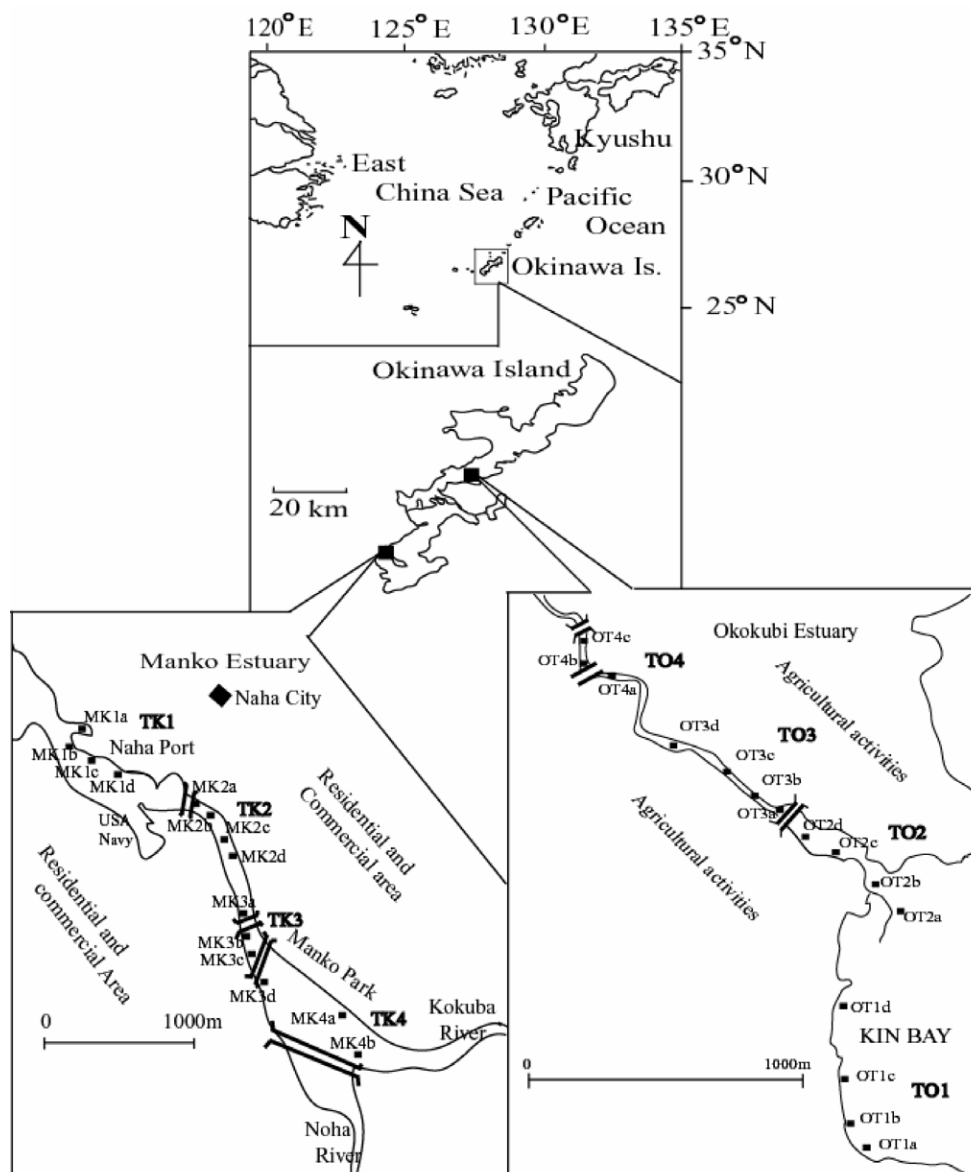 120°E 125°E 130°E 135°E
35°N
Kyushu
East
China Sea
30°N
Pacific
Ocean
N
Okinawa Is.
25°N
Okinawa Island
20 km
Manko Estuary
Naha City
MK1a
TK1
MK1b
Naha Port
MK1c
MK1d
MK2a
TK2
USA
Navy
MK2b
MK2c
MK2d
Residential and
Commercial area
Residential and
commercial Area
MK3a
TK3
MK3b
MK3c
Manko Park
MK3d
MK4a
TK4
Kokuba
River
MK4b
0 1000m
Noha
River
OT4c
Okokubi Estuary
OT4b
TO4
OT4a
Agricultural activities
OT3d
TO3
OT3c
OT3b
OT3a
Agricultural activities
OT2d
TO2
OT2c
OT2b
OT2a
OT1d
KIN BAY
0 1000m
OT1c
TO1
OT1b
OT1a